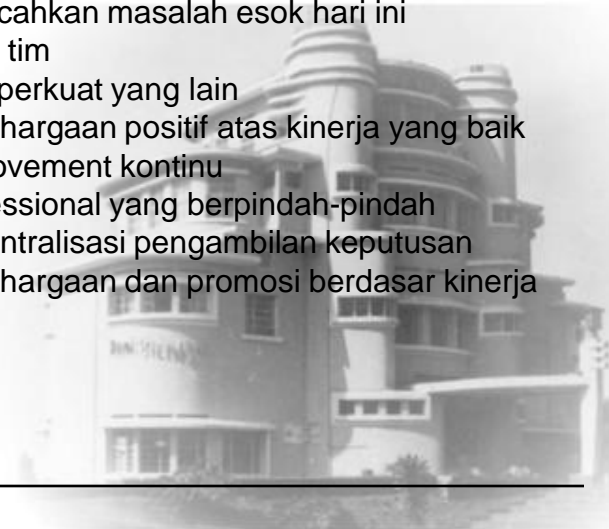 cahkan masalah esok hari ini
tim
perkuat yang lain
hargaan positif atas kinerja yang baik
ovement kontinu
essional yang berpindah-pindah
ntralisasi pengambilan keputusan
hargaan dan promosi berdasar kinerja